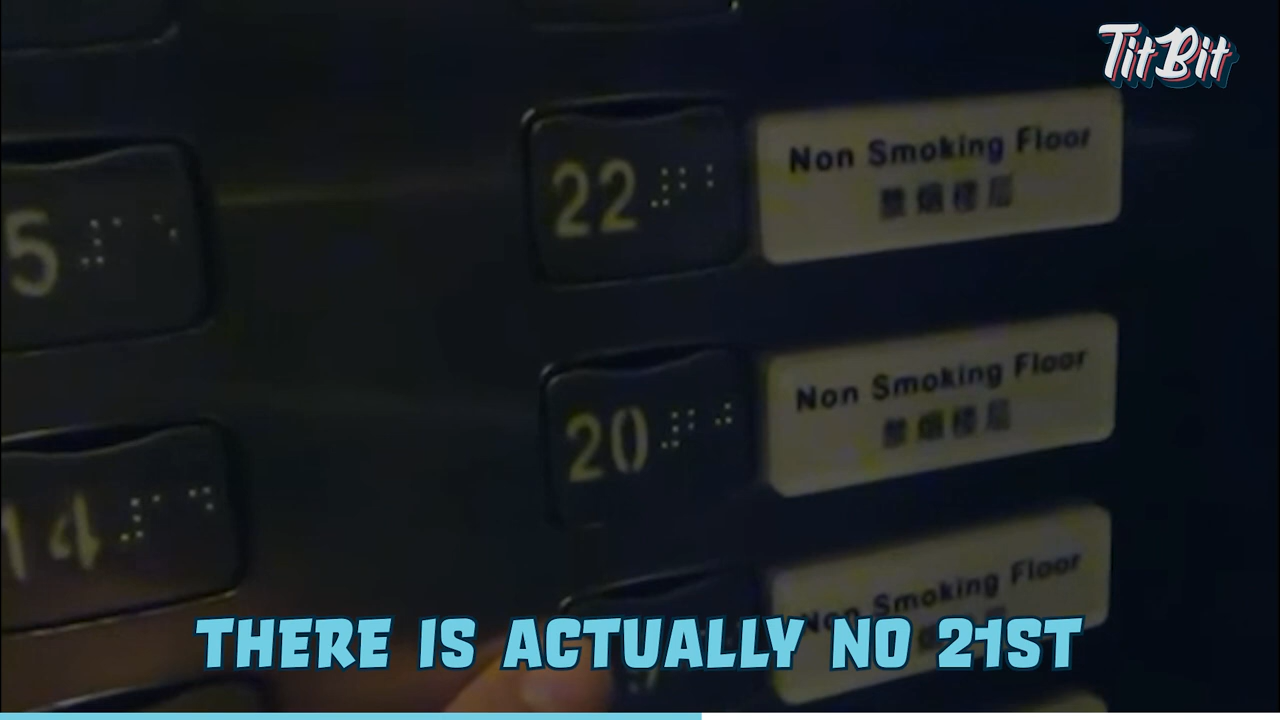 TitBit
22
Non Smoking Floor
禁烟楼层
5
20
Non Smoking Floor
禁烟楼层
14
Non Smoking Floor
THERE IS ACTUALLY NO 21ST